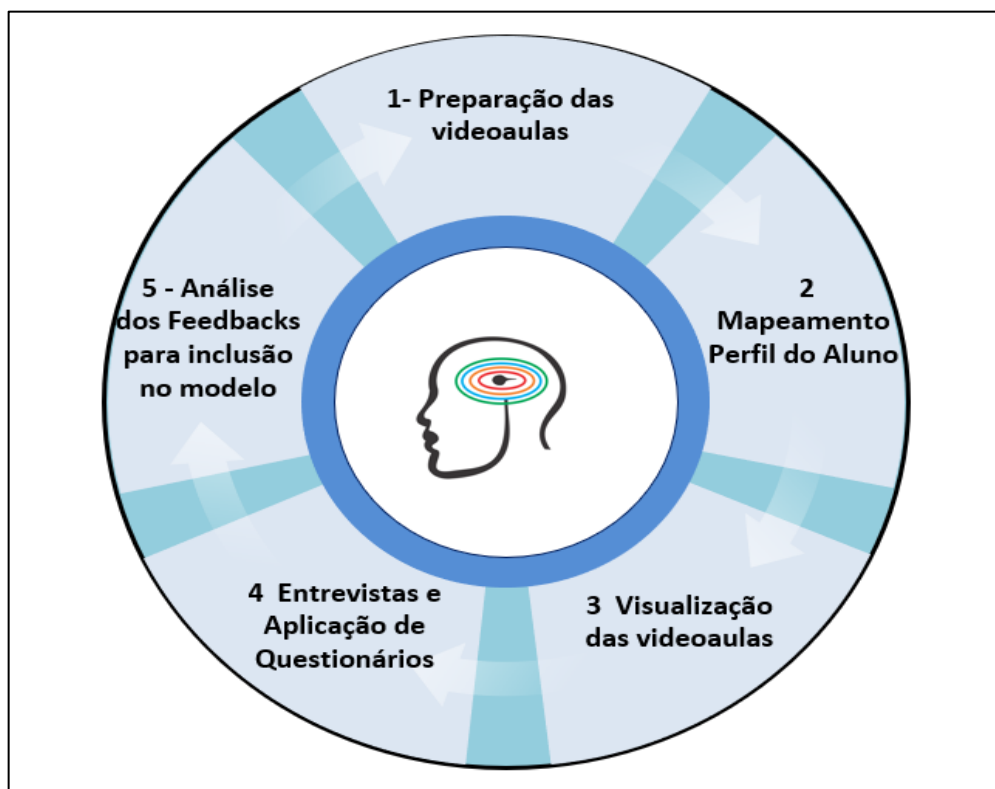 1- Preparação das
videoaulas
2
Mapeamento
Perfil do Aluno
3  Visualização
das videoaulas
4  Entrevistas e
Aplicação de
Questionários
5 - Análise
dos Feedbacks
para inclusão
no modelo